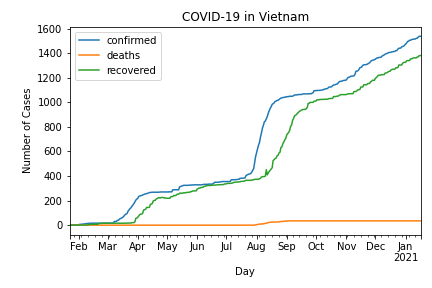 COVID-19 in Vietnam
confirmed
deaths
recovered
Number of Cases
1600
1400
1200
1000
800
600
400
200
0
Feb Mar Apr May Jun Jul Aug Sep Oct Nov Dec Jan
2021
Day